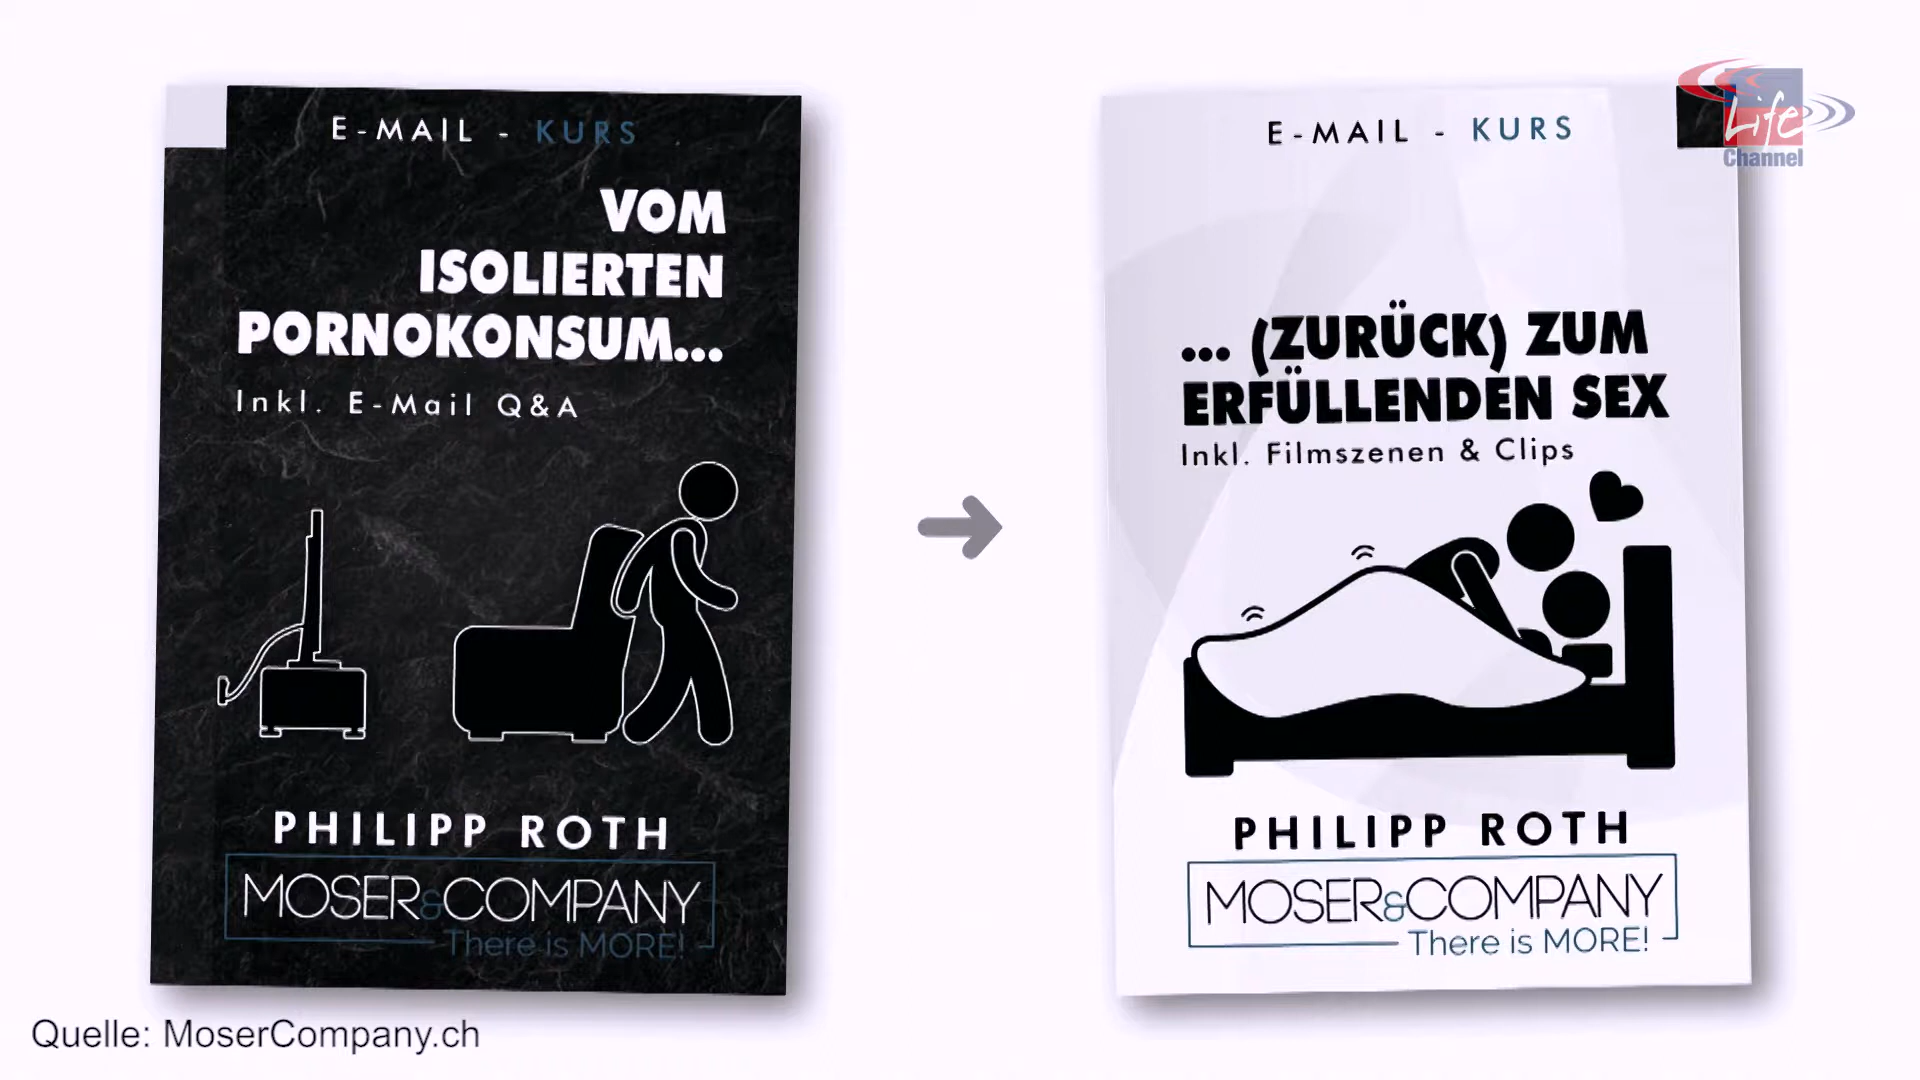 E-MAIL - KURS
VOM
ISOLIERTEN
PORNOKONSUM...
Inkl. E-Mail Q&A
PHILIPP ROTH
MOSER&COMPANY
There is MORE!
E-MAIL - KURS
... (ZURÜCK) ZUM
ERFÜLLENDEN SEX
Inkl. Filmszenen & Clips
PHILIPP ROTH
MOSER&COMPANY
There is MORE!
Life
Channel
Quelle: MoserCompany.ch